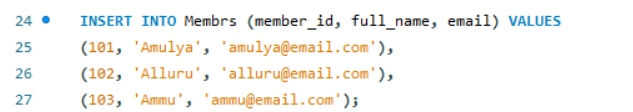 24 INSERT INTO Membrs (member_id, full_name, email) VALUES
25 (101, 'Amulya', 'amulya@email.com'),
26 (102, 'Alluru', 'alluru@email.com'),
27 (103, 'Ammu', 'ammu@email.com');